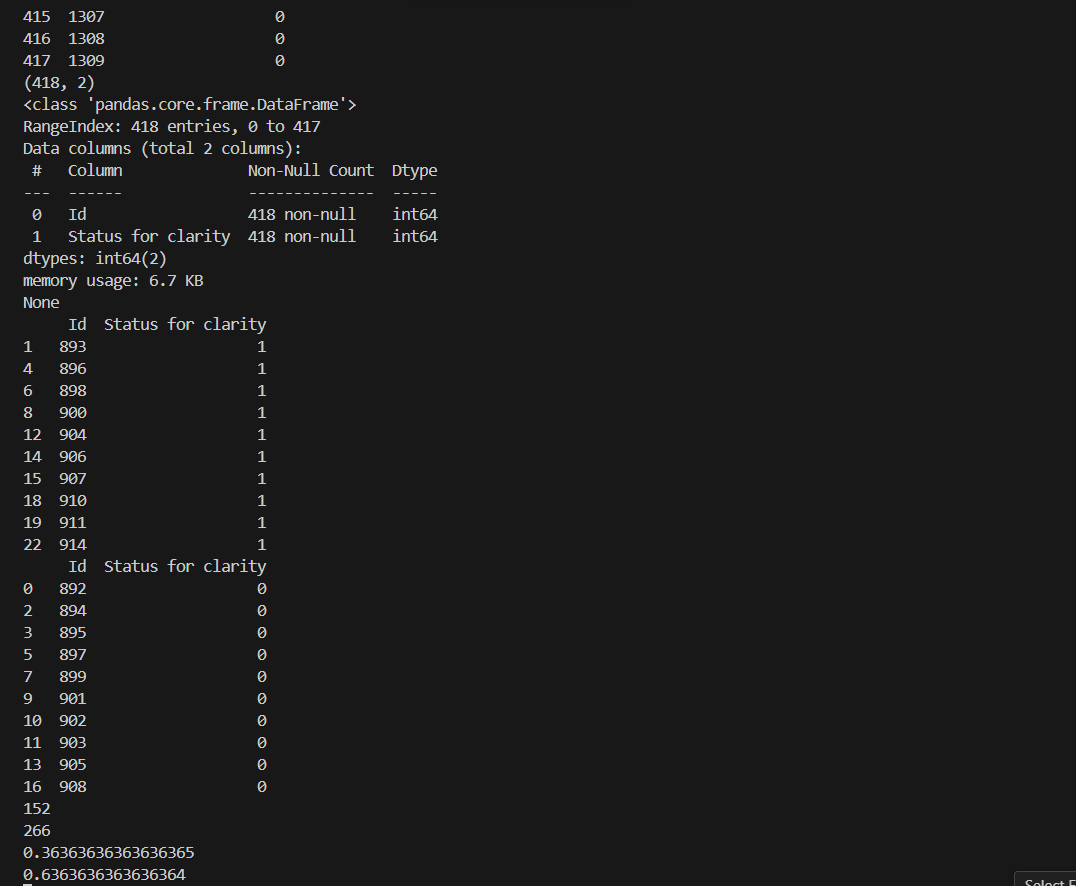 415  1307                   0
416  1308                   0
417  1309                   0
(418, 2)
<class 'pandas.core.frame.DataFrame'>
RangeIndex: 418 entries, 0 to 417
Data columns (total 2 columns):
 #   Column              Non-Null Count  Dtype
---  ------              --------------  -----
 0   Id                  418 non-null    int64
 1   Status for clarity  418 non-null    int64
dtypes: int64(2)
memory usage: 6.7 KB
None
     Id  Status for clarity
1   893                   1
4   896                   1
6   898                   1
8   900                   1
12  904                   1
14  906                   1
15  907                   1
18  910                   1
19  911                   1
22  914                   1
     Id  Status for clarity
0   892                   0
2   894                   0
3   895                   0
5   897                   0
7   899                   0
9   901                   0
10  902                   0
11  903                   0
13  905                   0
16  908                   0
152
266
0.36363636363636365
0.6363636363636364
Select